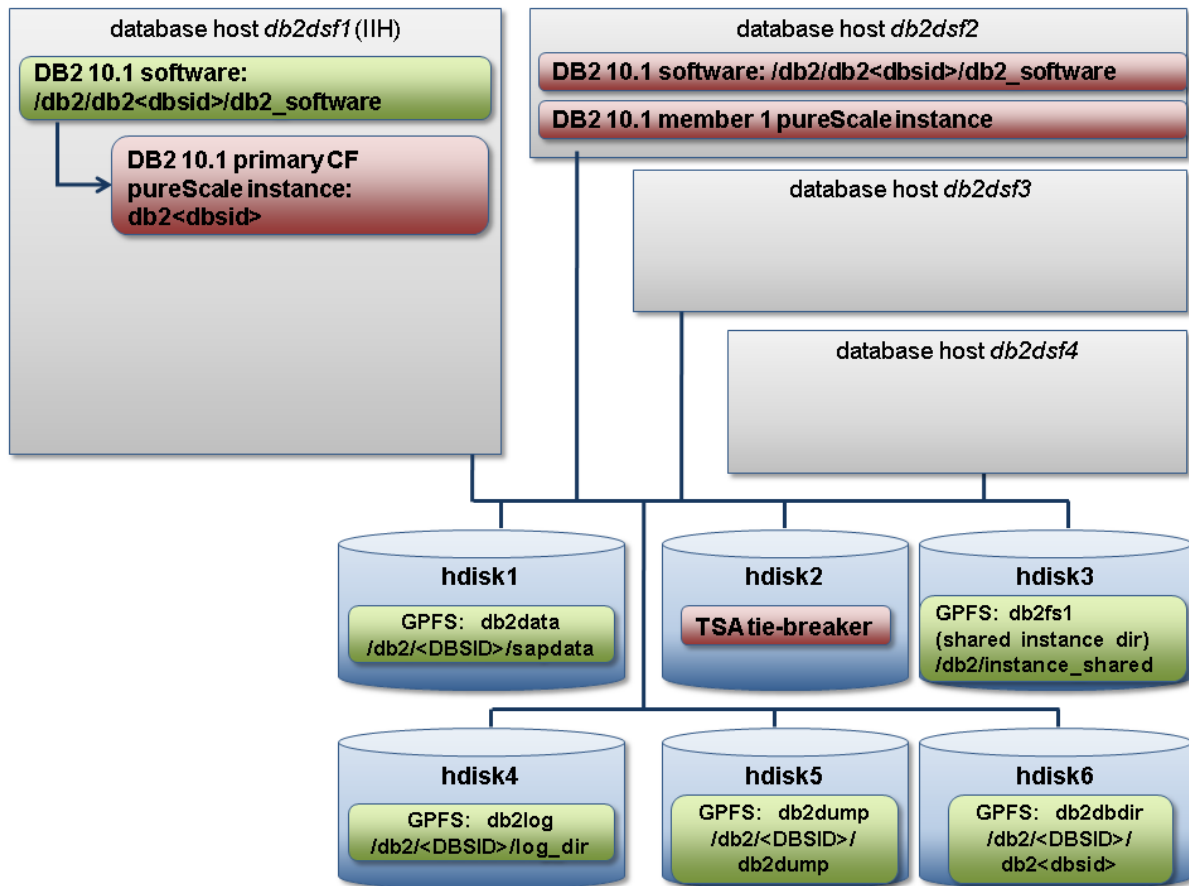 database host db2dsf1 (IIH)
DB2 10.1 software:
/db2/db2<dbsid>/db2_software
DB2 10.1 primary CF
pureScale instance:
db2<dbsid>
database host db2dsf2
DB2 10.1 software: /db2/db2<dbsid>/db2_software
DB2 10.1 member 1 pureScale instance
database host db2dsf3
database host db2dsf4
hdisk1
GPFS: db2data
/db2/<DBSID>/sapdata
hdisk2
TSA tie-breaker
hdisk3
GPFS: db2fs1
(shared instance dir)
/db2/instance_shared
hdisk4
GPFS: db2log
/db2/<DBSID>/log_dir
hdisk5
GPFS: db2dump
/db2/<DBSID>/
db2dump
hdisk6
GPFS: db2dbdir
/db2/<DBSID>/
db2<dbsid>